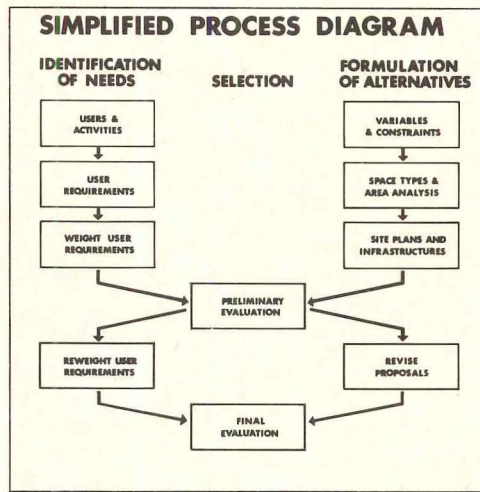 SIMPLIFIED PROCESS DIAGRAM
IDENTIFICATION
OF NEEDS
SELECTION
FORMULATION
OF ALTERNATIVES
USERS &
ACTIVITIES
VARIABLES
& CONSTRAINTS
USER
REQUIREMENTS
SPACE TYPES &
AREA ANALYSIS
WEIGHT USER
REQUIREMENTS
SITE PLANS AND
INFRASTRUCTURES
PRELIMINARY
EVALUATION
REWEIGHT USER
REQUIREMENTS
REVISE
PROPOSALS
FINAL
EVALUATION